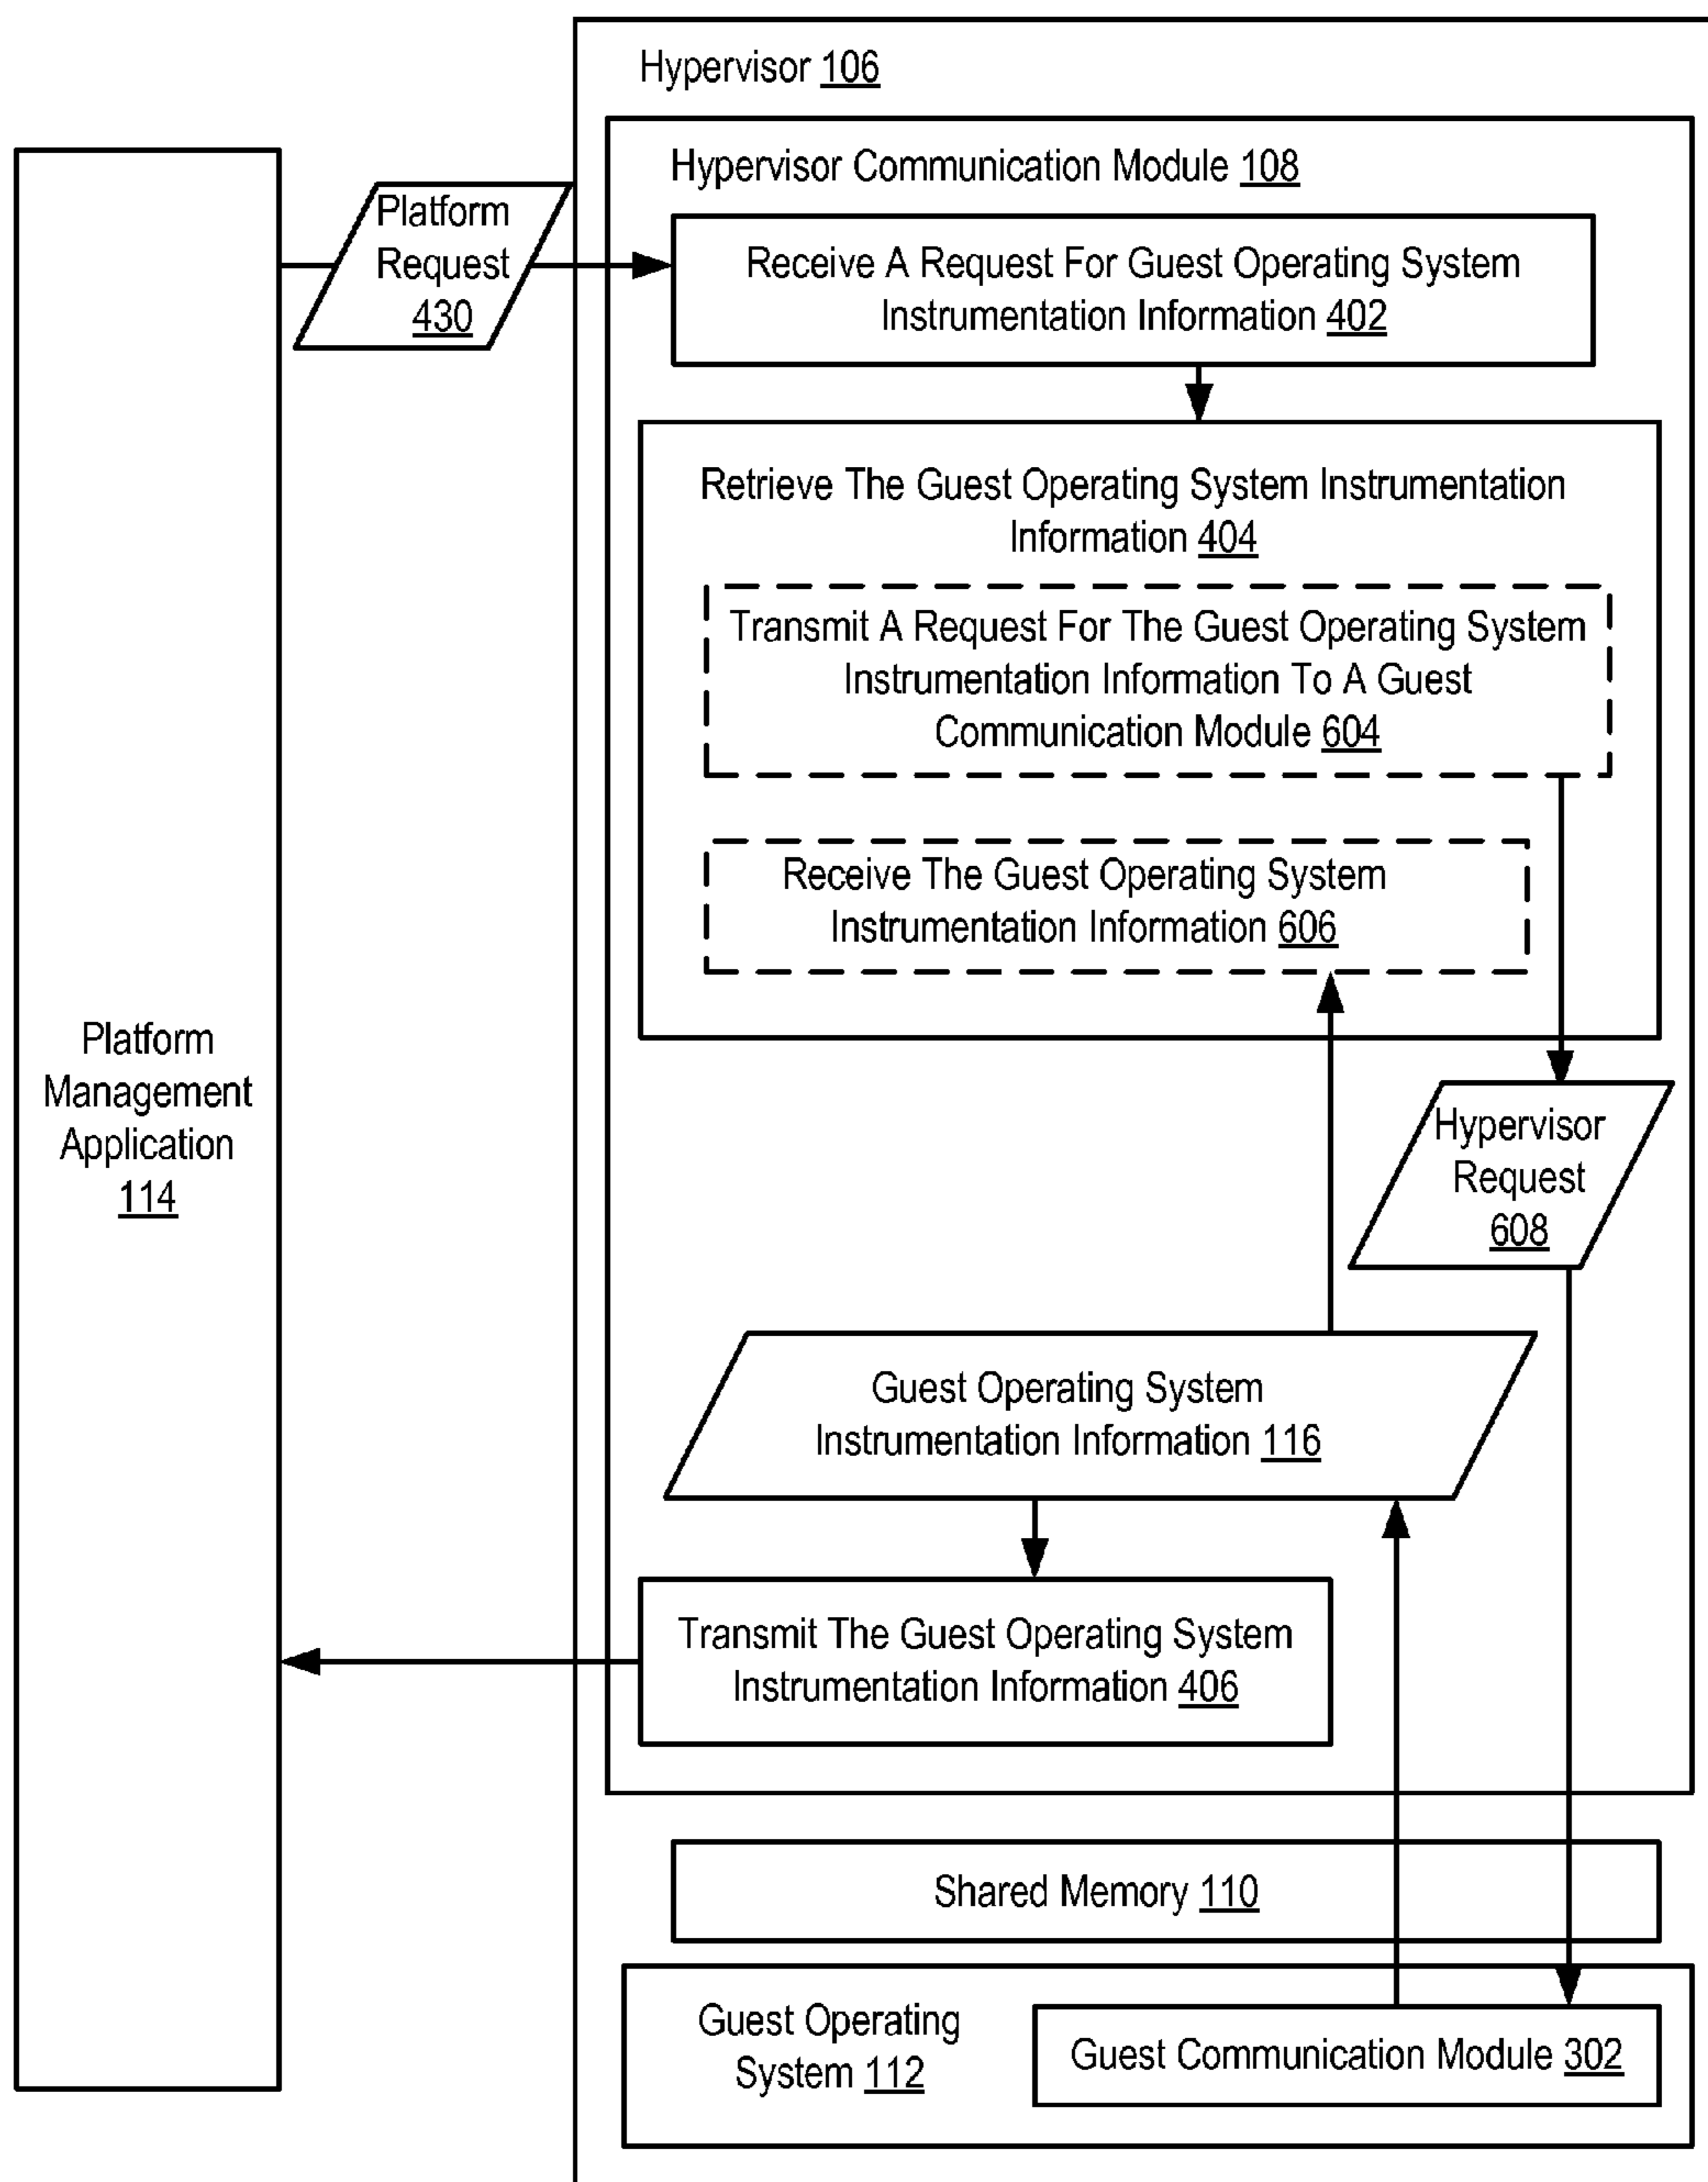 Hypervisor 106
Hypervisor Communication Module 108
Platform
Request
430
Receive A Request For Guest Operating System
Instrumentation Information 402
Retrieve The Guest Operating System Instrumentation
Information 404
Transmit A Request For The Guest Operating System
Instrumentation Information To A Guest
Communication Module 604
Receive The Guest Operating System
Instrumentation Information 606
Platform
Management
Application
114
Hypervisor
Request
608
Guest Operating System
Instrumentation Information 116
Transmit The Guest Operating System
Instrumentation Information 406
Shared Memory 110
Guest Operating
System 112
Guest Communication Module 302